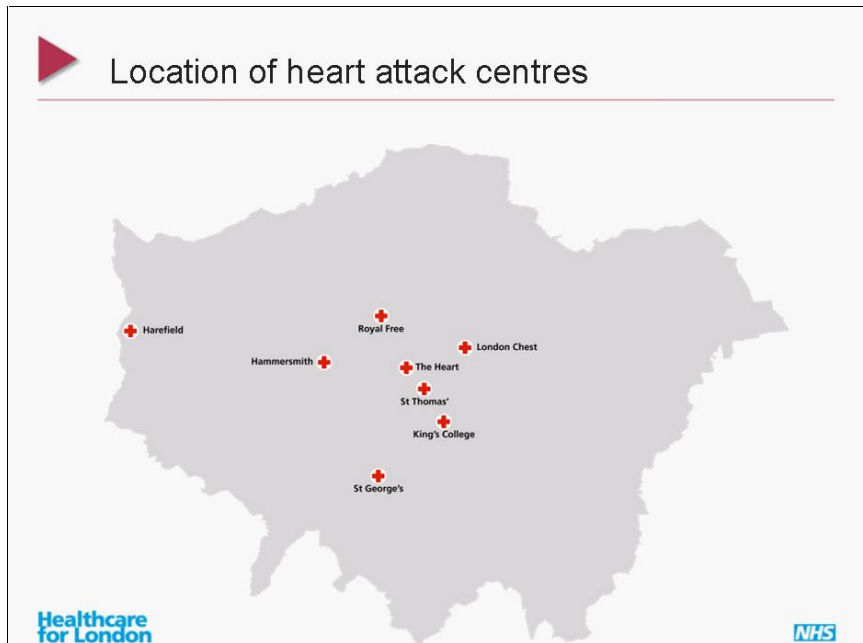 Location of heart attack centres
Royal Free
Harefield
London Chest
Hammersmith
The Heart
St Thomas'
King's College
St George's
Healthcare
for London
NHS